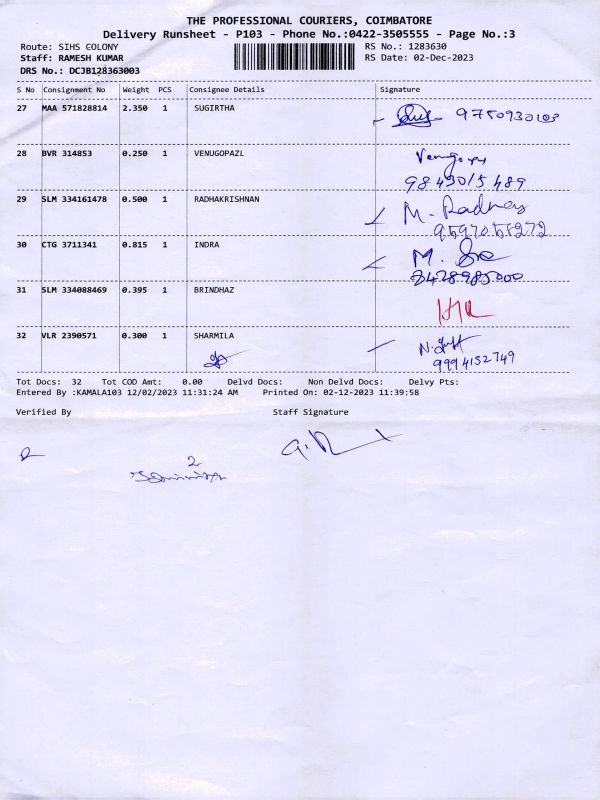 THE PROFESSIONAL COURIERS, COIMBATORE
Delivery Runsheet - P103 - Phone No.:0422-3505555 - Page No.:3
Route: SIHS COLONY RS No.: 1283630
Staff: RAMESH KUMAR RS Date: 02-Dec-2023
DRS No.: DCJB128363003
S No Consignment No Weight PCS Consignee Details Signature
27 MAA 571828814 2.350 1 SUGIRTHA
28 BVR 314853 0.250 1 VENUGOPAZL
9843015489
29 SLM 334161478 0.500 1 RADHAKRISHNAN M.
30 CTG 3711341 0.815 1 INDRA M.
31 SLM 334088469 0.395 1 BRINDHAZ
32 VLR 2390571 0.300 1 SHARMILA N.
9994152749
Tot Docs: 32 Tot COD Amt: 0.00 Delvd Docs: Non Delvd Docs: Delvy Pts:
Entered By :KAMALA103 12/02/2023 11:31:24 AM Printed On: 02-12-2023 11:39:58
Verified By Staff Signature
2